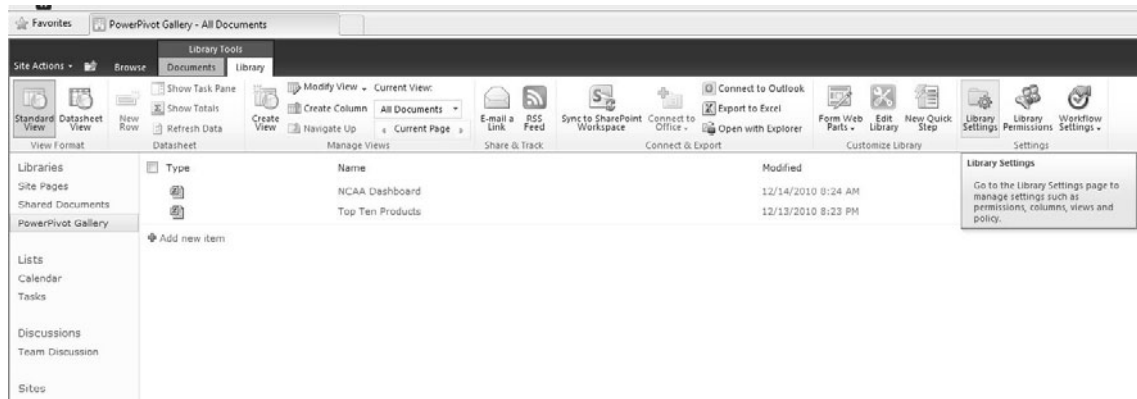 Favorites PowerPivot Gallery - All Documents
Library Tools
Site Actions Browse Documents Library
Standard View
Datasheet View
New Row
Show Task Pane
Show Totals
Refresh Data
Create View
Modify View
Create Column
Navigate Up
Current View:
All Documents
Current Page
E-mail a Link
RSS Feed
Sync to SharePoint Workspace
Connect to Office
Connect to Outlook
Export to Excel
Open with Explorer
Form Web Parts
Edit Library
New Quick Step
Library Settings
Library Permissions
Workflow Settings
View Format Datasheet Manage Views Share & Track Connect & Export Customize Library Settings
Libraries
Site Pages
Shared Documents
PowerPivot Gallery
Lists
Calendar
Tasks
Discussions
Team Discussion
Sites
Type Name Modified
NCAA Dashboard 12/14/2010 8:24 AM
Top Ten Products 12/13/2010 8:23 PM
Add new item
Library Settings
Go to the Library Settings page to
manage settings such as
permissions, columns, views and
policy.